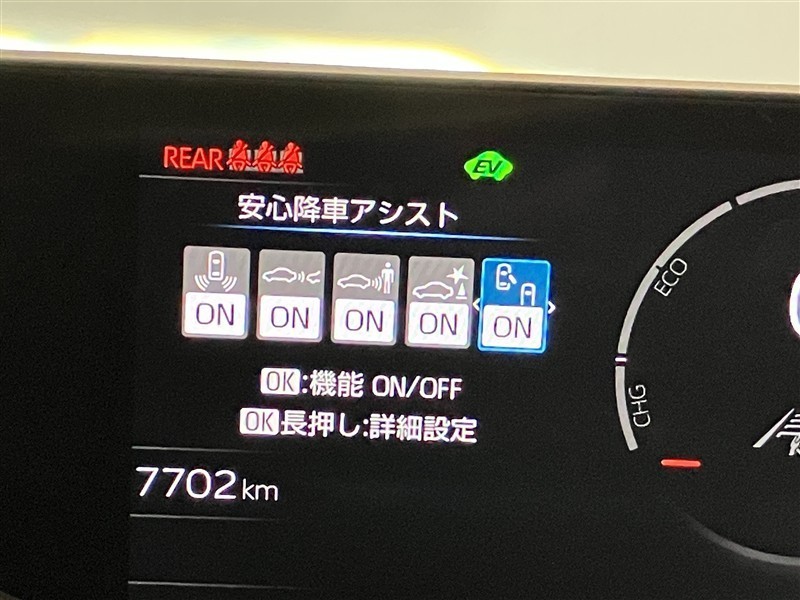 REAR
EV
安心降車アシスト
ON ON ON ON ON
OK:機能 ON/OFF
OK長押し:詳細設定
7702km
ECO
CHG